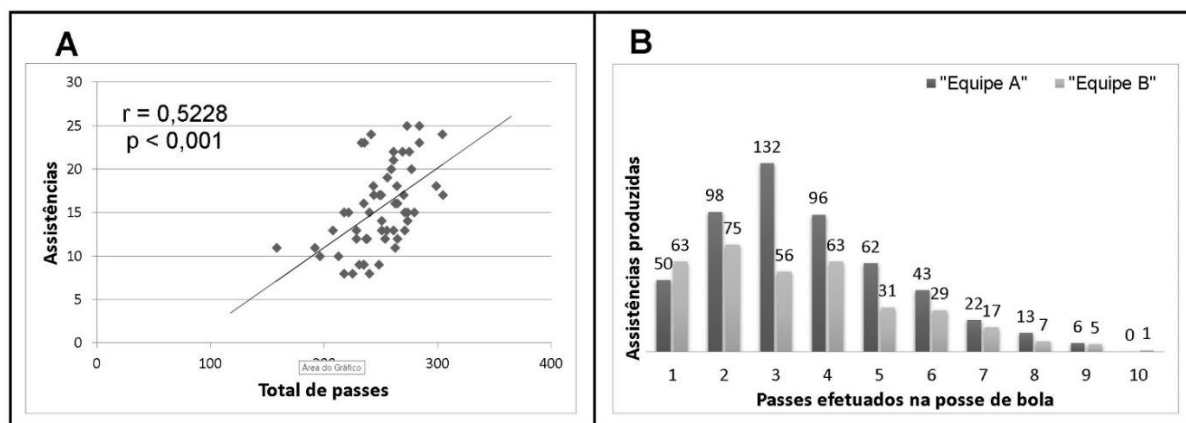 A
r = 0,5228
p < 0,001
30
25
20
15
10
5
0
0 100 200 300 400
Assistências
Área do Gráfico
Total de passes
B
"Equipe A" "Equipe B"
Assistências produzidas
50 63 98 75 132 56 96 63 62 31 43 29 22 17 13 7 6 5 0 1
1 2 3 4 5 6 7 8 9 10
Passes efetuados na posse de bola